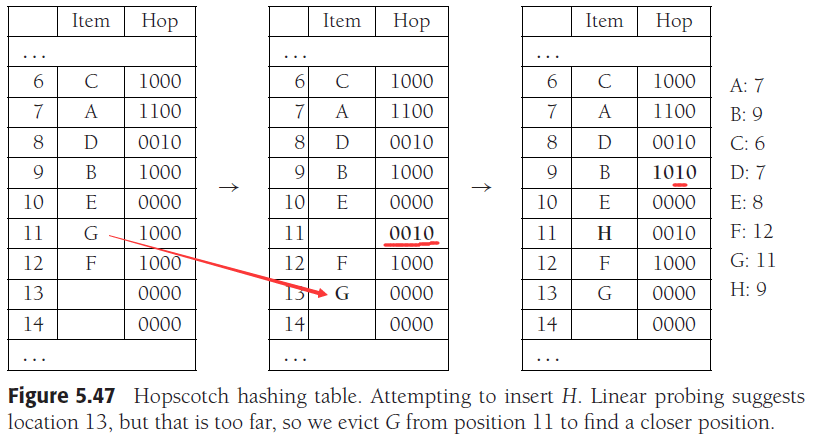 Item Hop Item Hop Item Hop
... ... ...
6 C 1000 6 C 1000 6 C 1000 A: 7
7 A 1100 7 A 1100 7 A 1100 B: 9
8 D 0010 8 D 0010 8 D 0010 C: 6
9 B 1000 9 B 1000 9 B 1010 D: 7
10 E 0000 → 10 E 0000 → 10 E 0000 E: 8
11 G 1000 11 0010 11 H 0010 F: 12
12 F 1000 12 F 1000 12 F 1000 G: 11
13 0000 13 G 0000 13 G 0000 H: 9
14 0000 14 0000 14 0000
... ... ...
Figure 5.47 Hopscotch hashing table. Attempting to insert H. Linear probing suggests
location 13, but that is too far, so we evict G from position 11 to find a closer position.